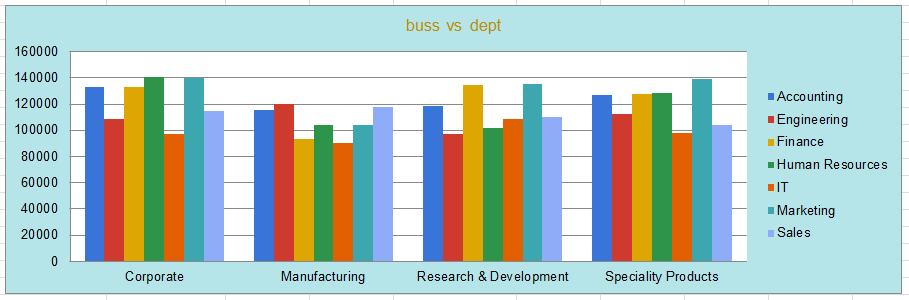 buss vs dept
160000
140000
120000
100000
80000
60000
40000
20000
0
Corporate Manufacturing Research & Development Speciality Products
Accounting
Engineering
Finance
Human Resources
IT
Marketing
Sales